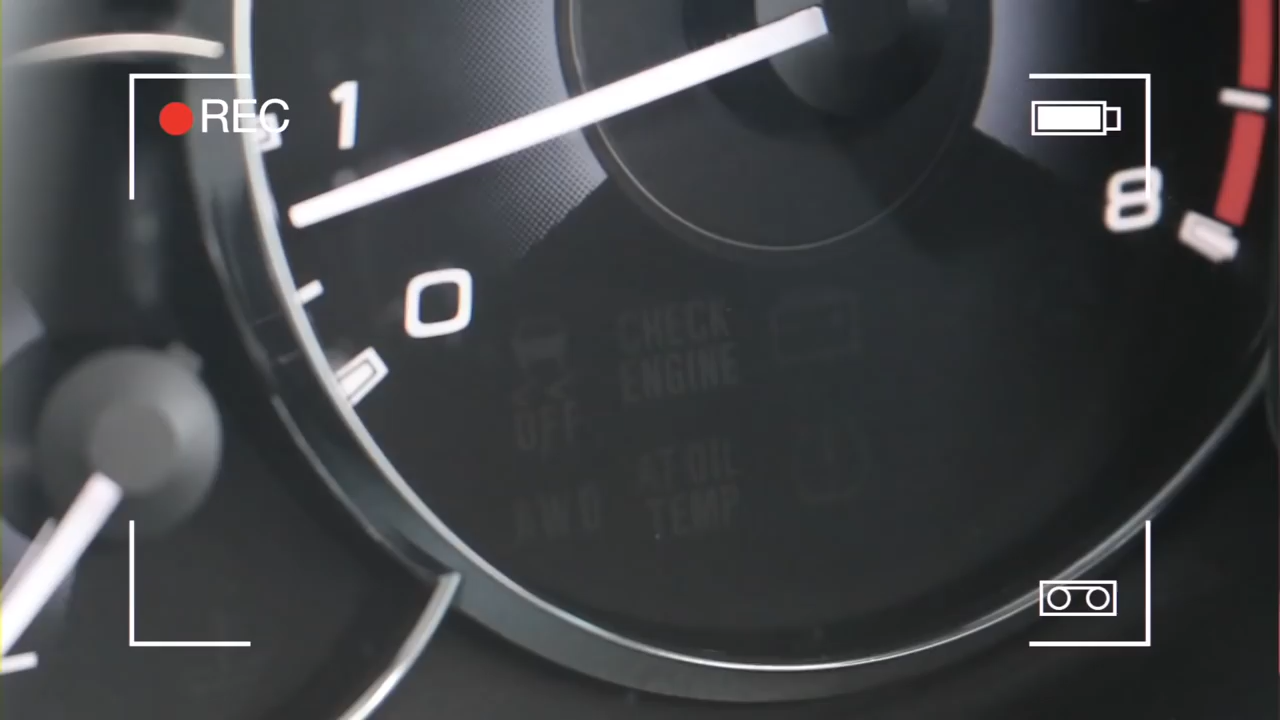 REC
1
0
8
CHECK
ENGINE
OFF
AT OIL
TEMP
AWD